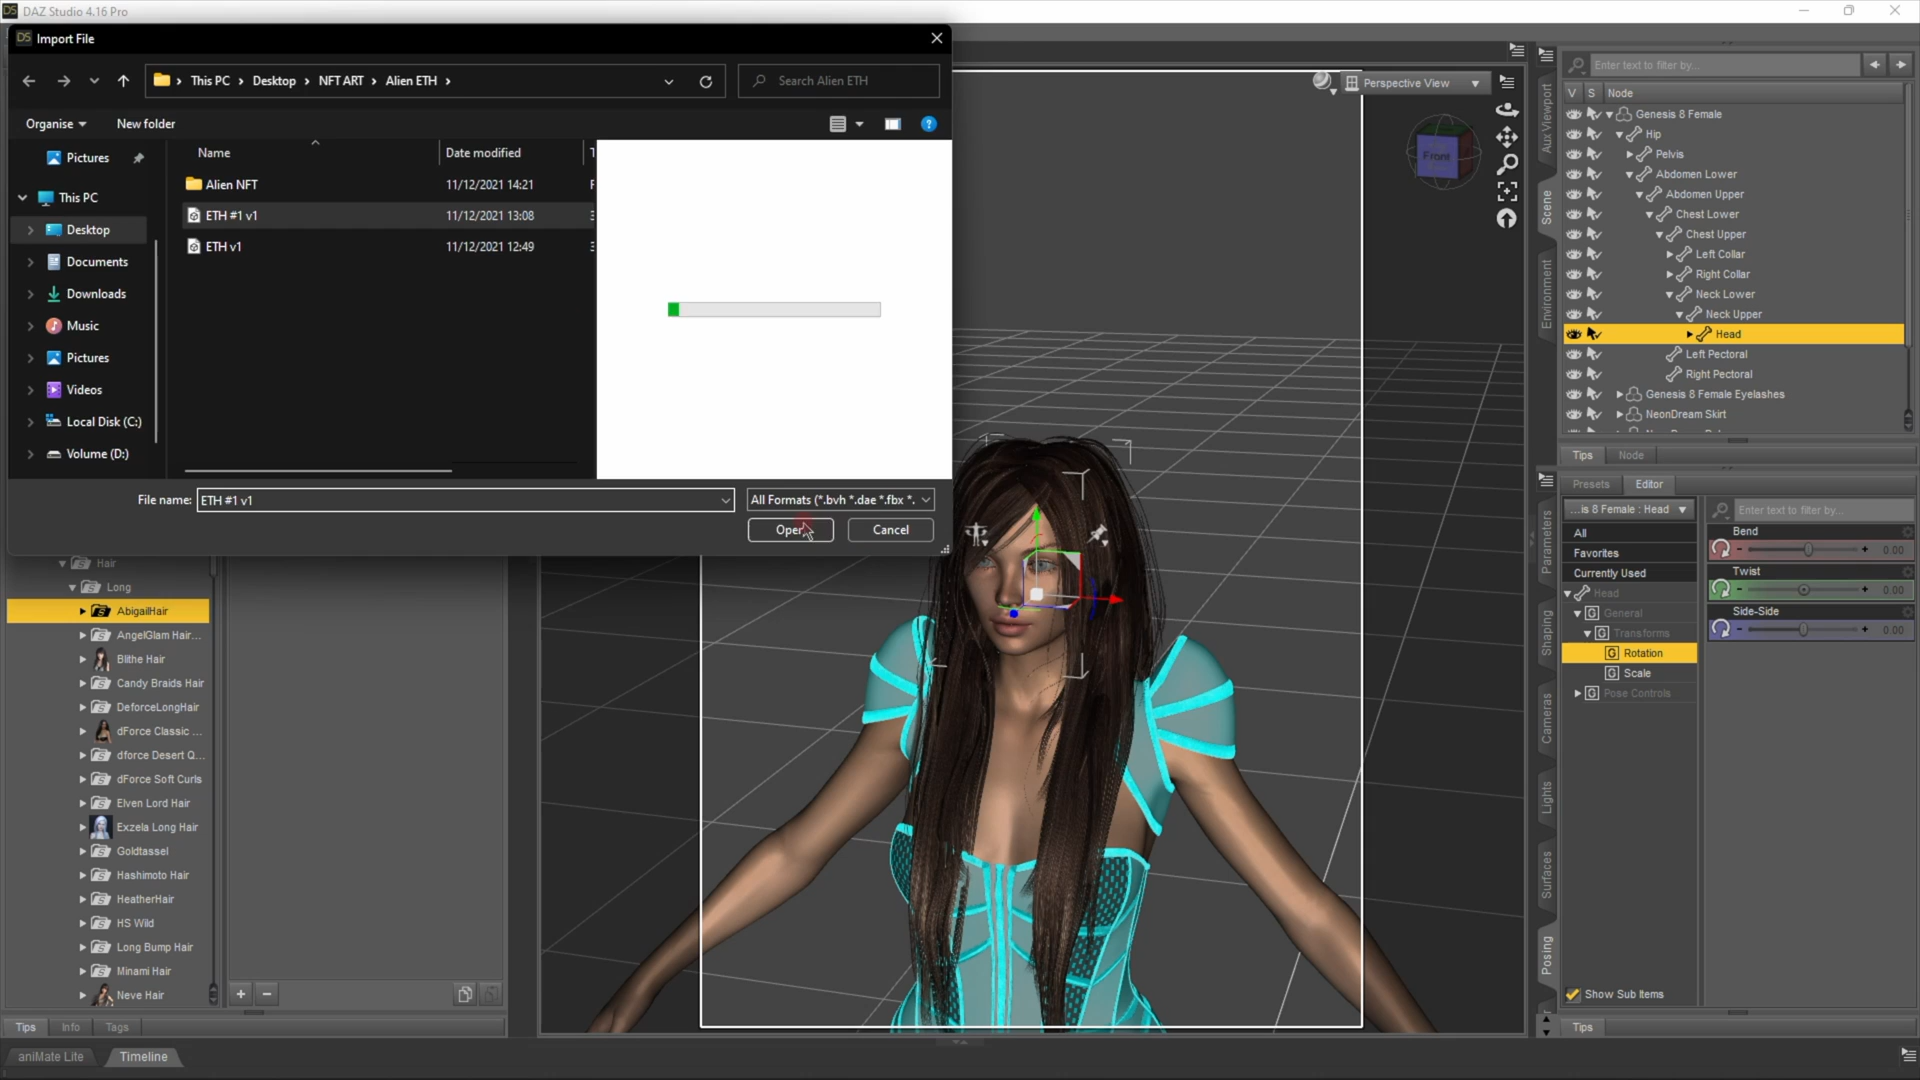 DAZ Studio 4.16 Pro
Import File
This PC > Desktop > NFT ART > Alien ETH >
Search Alien ETH
Organise
New folder
Name
Date modified
Pictures
This PC
Desktop
Documents
Downloads
Music
Pictures
Videos
Local Disk (C:)
Volume (D:)
Alien NFT 11/12/2021 14:21
ETH #1 v1 11/12/2021 13:08
ETH v1 11/12/2021 12:49
File name: ETH #1 v1
All Formats (*.bvh *.dae *.fbx *.
Open
Cancel
Hair
Long
AbigailHair
AngelGlam Hair...
Blithe Hair
Candy Braids Hair
DeforceLongHair
dForce Classic ...
dforce Desert Q...
dForce Soft Curls
Elven Lord Hair
Exzela Long Hair
Goldtassel
Hashimoto Hair
HeatherHair
HS Wild
Long Bump Hair
Minami Hair
Neve Hair
Tips
Info
Tags
aniMate Lite
Timeline
Perspective View
Front
Aux Viewport
Scene
Environment
Enter text to filter by...
V S Node
Genesis 8 Female
Hip
Pelvis
Abdomen Lower
Abdomen Upper
Chest Lower
Chest Upper
Left Collar
Right Collar
Neck Lower
Neck Upper
Head
Left Pectoral
Right Pectoral
Genesis 8 Female Eyelashes
NeonDream Skirt
Tips
Node
Parameters
Shaping
Cameras
Lights
Surfaces
Posing
Presets
Editor
...is 8 Female : Head
Enter text to filter by...
All
Favorites
Currently Used
Head
General
Transforms
Rotation
Scale
Pose Controls
Bend
0.00
Twist
0.00
Side-Side
0.00
Show Sub Items
Tips